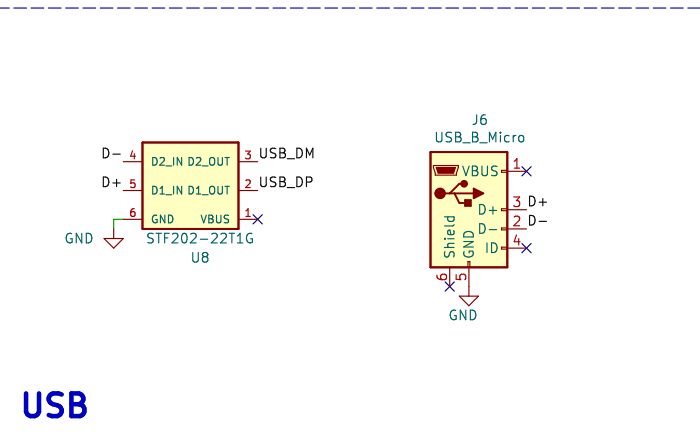 D- 4 D2_IN D2_OUT 3 USB_DM
D+ 5 D1_IN D1_OUT 2 USB_DP
6 GND VBUS 1
GND
STF202-22T1G
U8
J6
USB_B_Micro
VBUS 1
D+ 3 D+
D- 2 D-
ID 4
Shield
GND
6
5
GND
USB